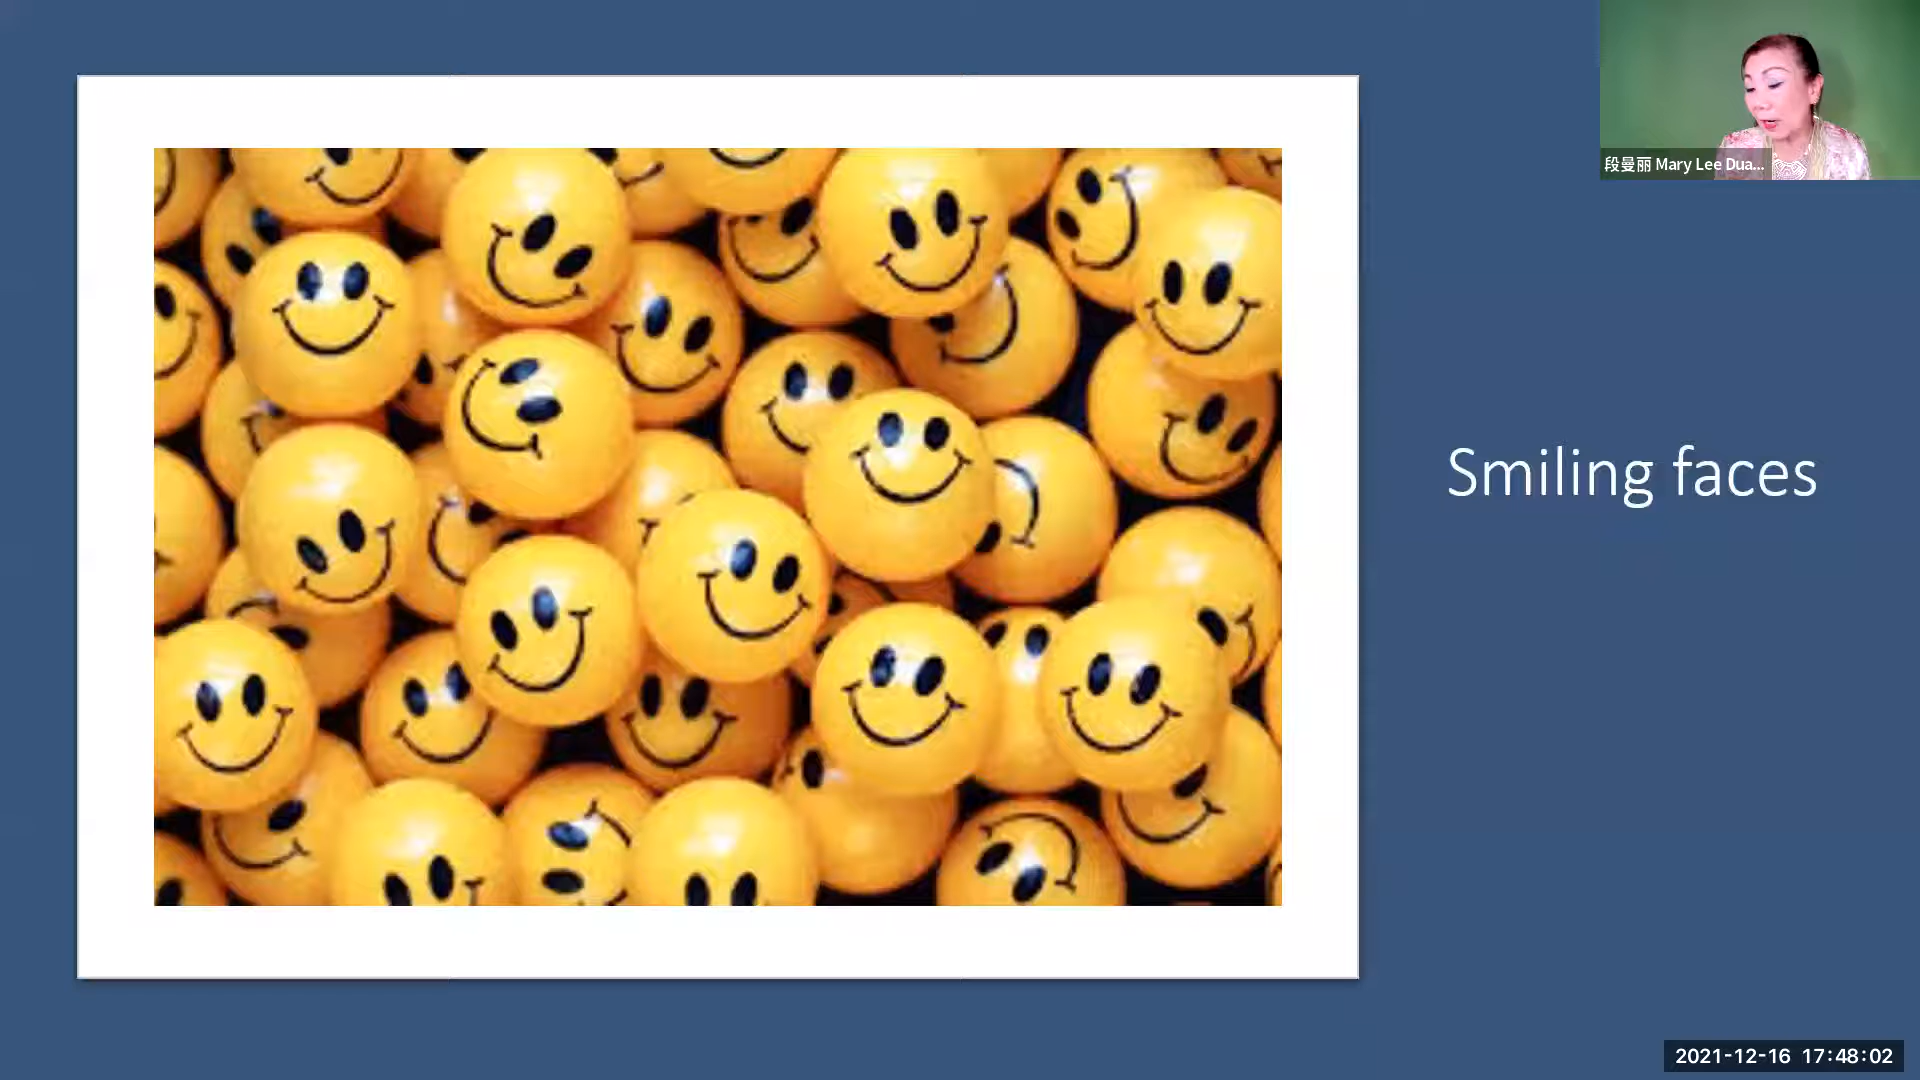 段曼丽 Mary Lee Dua...
Smiling faces
2021-12-16 17:48:02